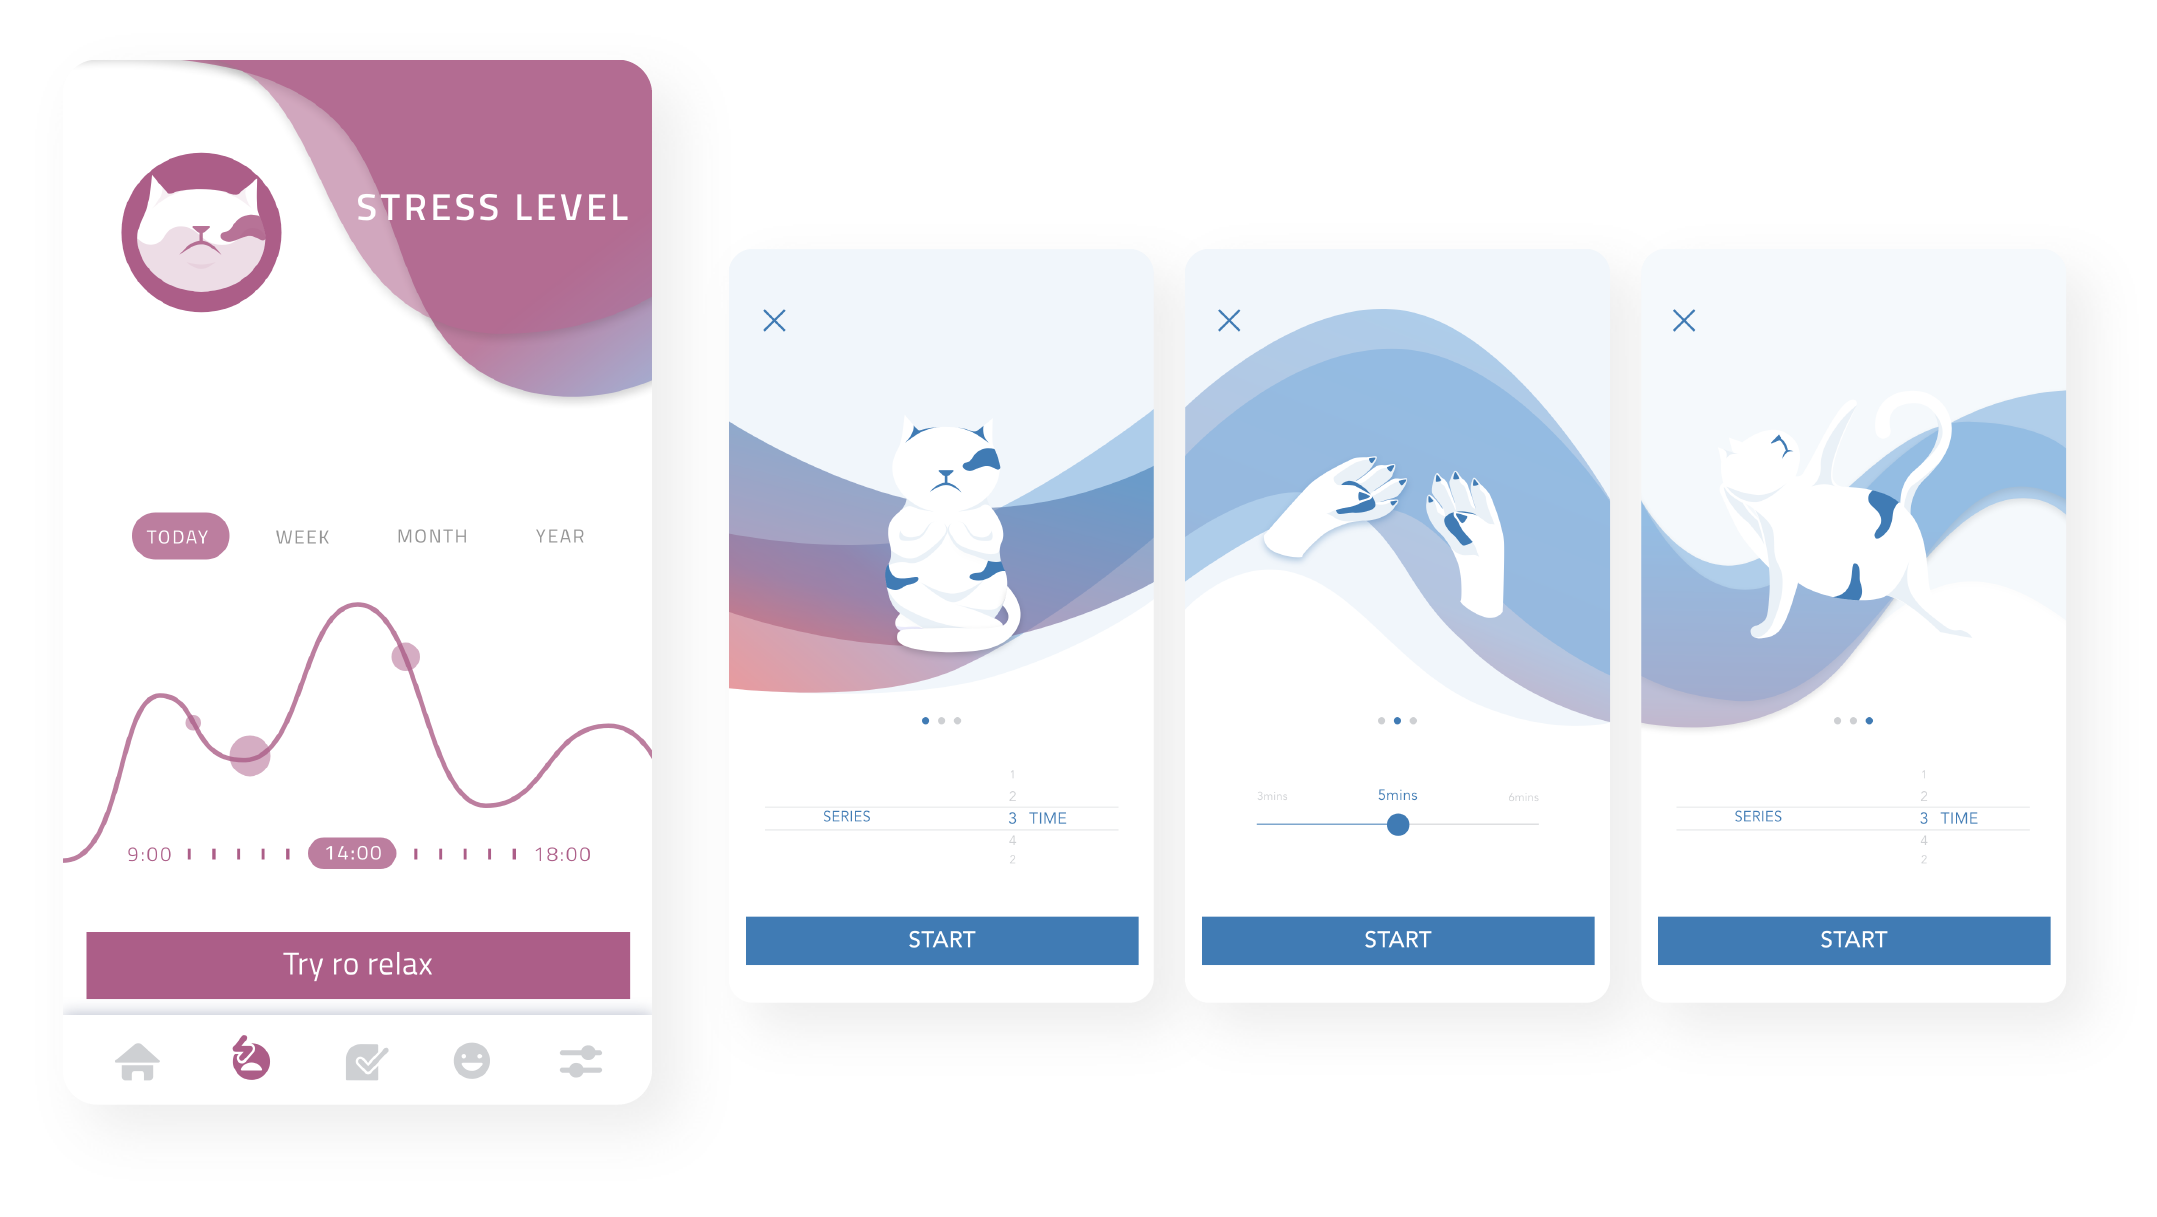 STRESS LEVEL
TODAY WEEK MONTH YEAR
9:00 14:00 18:00
Try ro relax
1
2
SERIES 3 TIME
4
2
START
3mins 5mins 6mins
START
1
2
SERIES 3 TIME
4
2
START